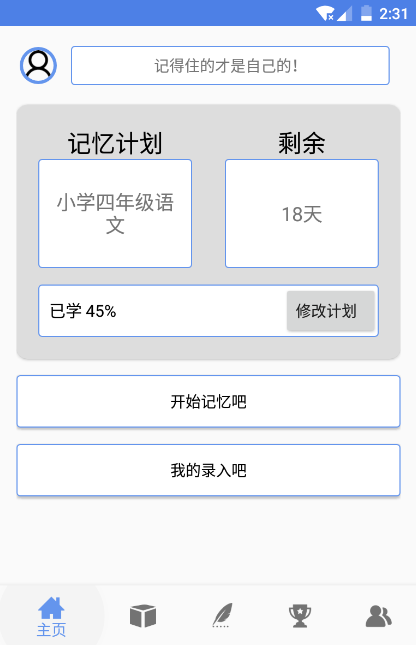 2:31
记得住的才是自己的！
记忆计划
剩余
小学四年级语
文
18天
已学 45%
修改计划
开始记忆吧
我的录入吧
主页